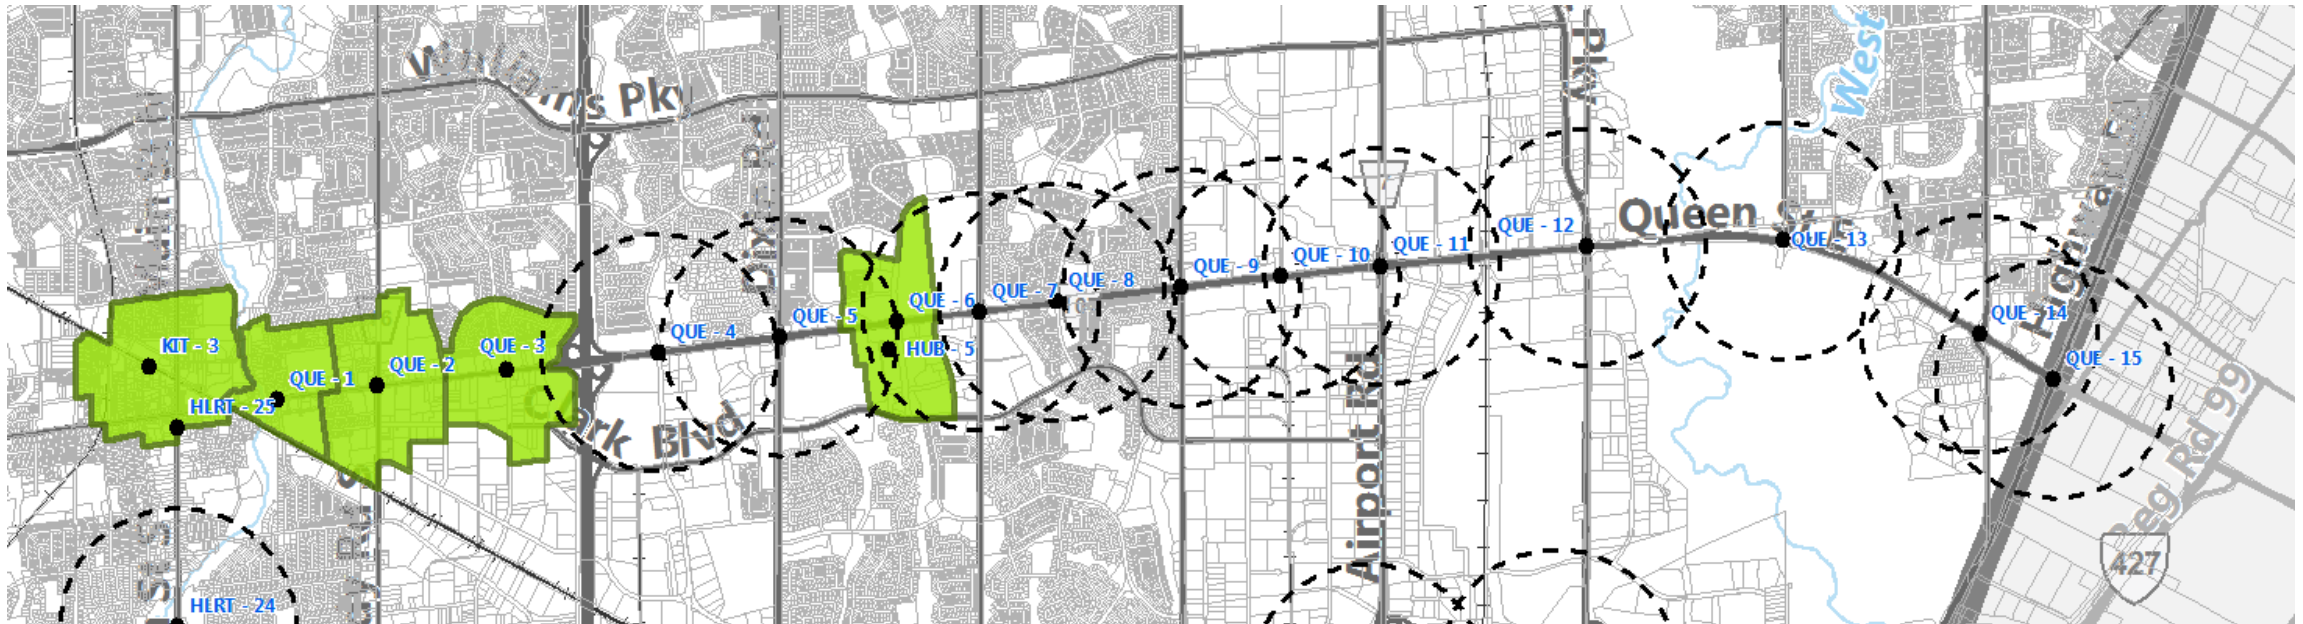 Williams Pky
West
Pky
Queen St E
QUE - 12
QUE - 13
QUE - 11
QUE - 10
QUE - 9
QUE - 8
QUE - 7
QUE - 6
QUE - 5
QUE - 4
HUB - 5
QUE - 14
QUE - 15
KIT - 3
QUE - 3
QUE - 2
QUE - 1
HLRT - 25
Clark Blvd
Airport Rd
Reg Rd 99
427
HLRT - 24